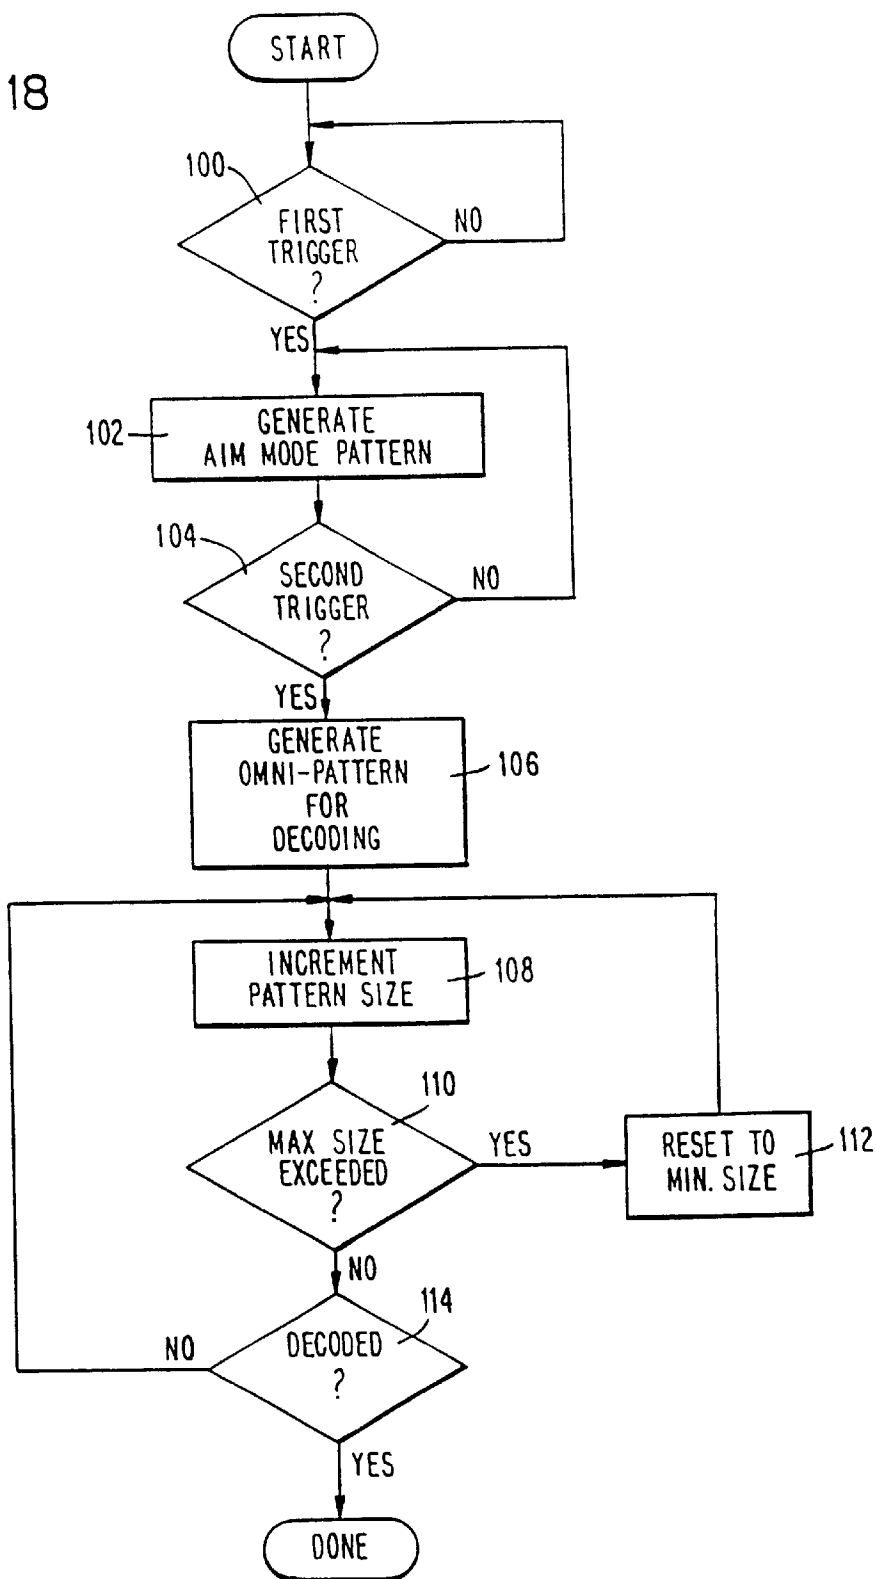 18
START
100
FIRST
TRIGGER
?
NO
YES
102
GENERATE
AIM MODE PATTERN
104
SECOND
TRIGGER
?
NO
YES
GENERATE
OMNI-PATTERN
FOR
DECODING
106
INCREMENT
PATTERN SIZE
108
110
MAX SIZE
EXCEEDED
?
YES
RESET TO
MIN. SIZE
112
NO
114
DECODED
?
NO
YES
DONE